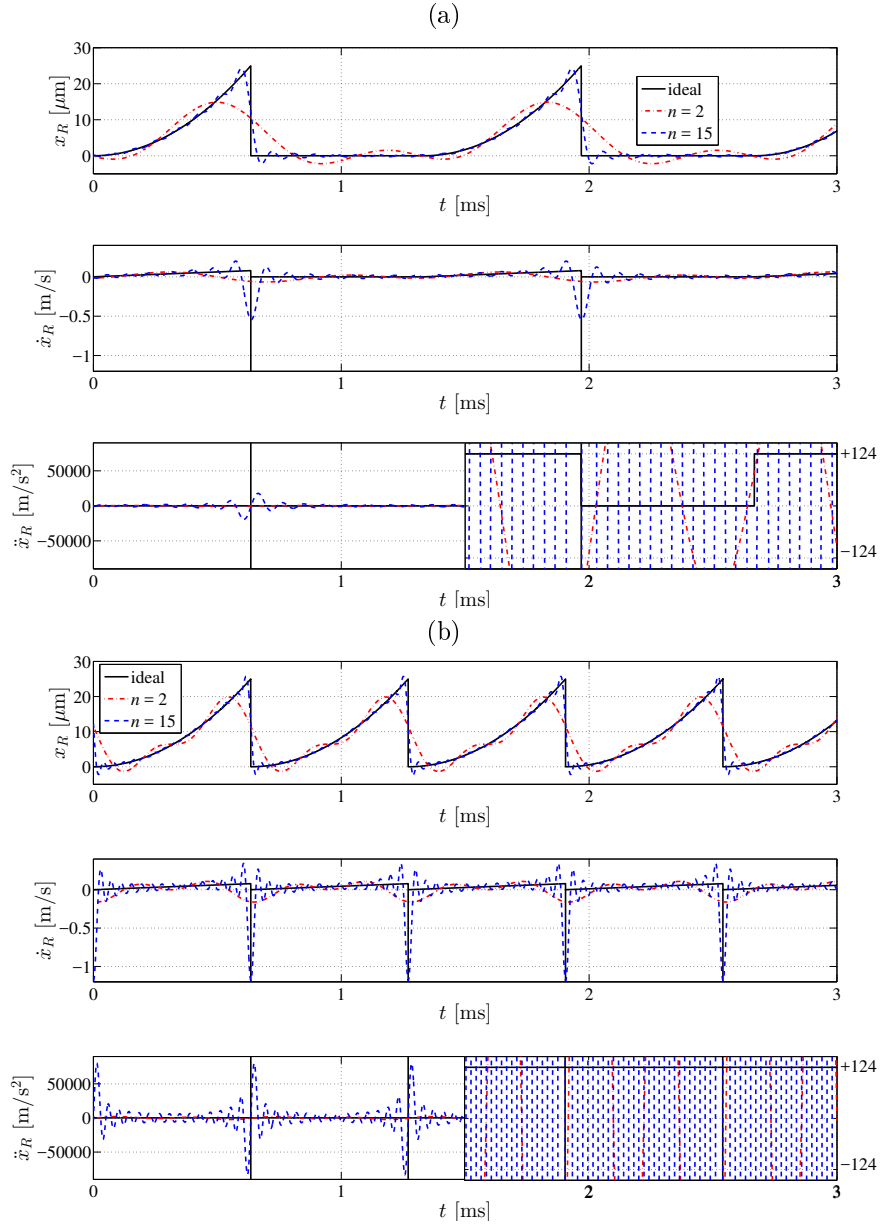 (a)
30
20
10
0
x_R [μm]
ideal
n = 2
n = 15
0 1 2 3
t [ms]
0
−0.5
−1
ẋ_R [m/s]
0 1 2 3
t [ms]
50000
0
−50000
ẍ_R [m/s²]
+124
−124
0 1 2 3
t [ms]
(b)
30
20
10
0
x_R [μm]
ideal
n = 2
n = 15
0 1 2 3
t [ms]
0
−0.5
−1
ẋ_R [m/s]
0 1 2 3
t [ms]
50000
0
−50000
ẍ_R [m/s²]
+124
−124
0 1 2 3
t [ms]